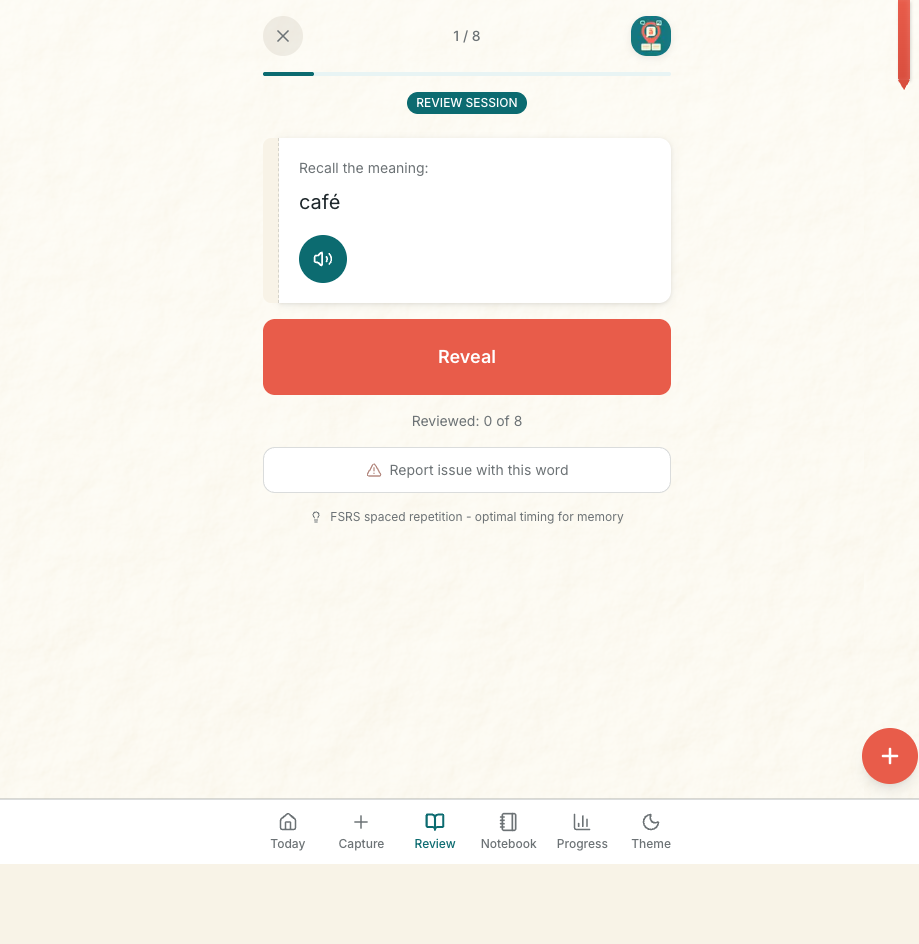 1 / 8
REVIEW SESSION
Recall the meaning:
café
Reveal
Reviewed: 0 of 8
Report issue with this word
FSRS spaced repetition - optimal timing for memory
Today
Capture
Review
Notebook
Progress
Theme